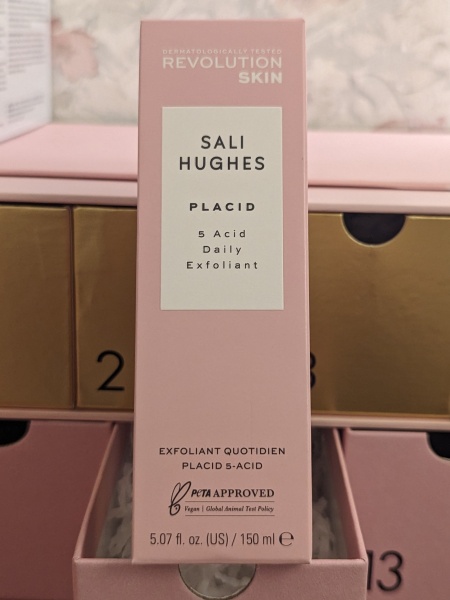 DERMATOLOGICALLY TESTED
REVOLUTION
SKIN
SALI
HUGHES
PLACID
5 Acid
Daily
Exfoliant
EXFOLIANT QUOTIDIEN
PLACID 5-ACID
PeTA APPROVED
Vegan | Global Animal Test Policy
5.07 fl. oz. (US) / 150 ml ℮
2
3
13